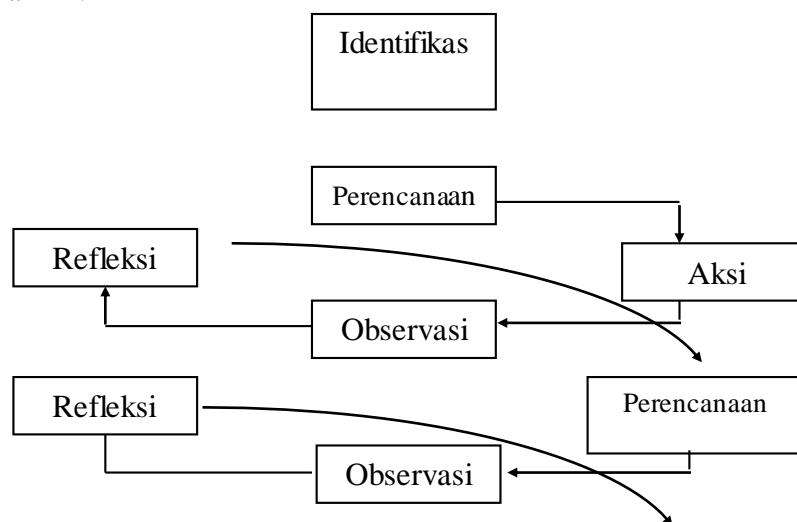 Identifikas
Perencanaan
Refleksi
Aksi
Observasi
Refleksi
Perencanaan
Observasi